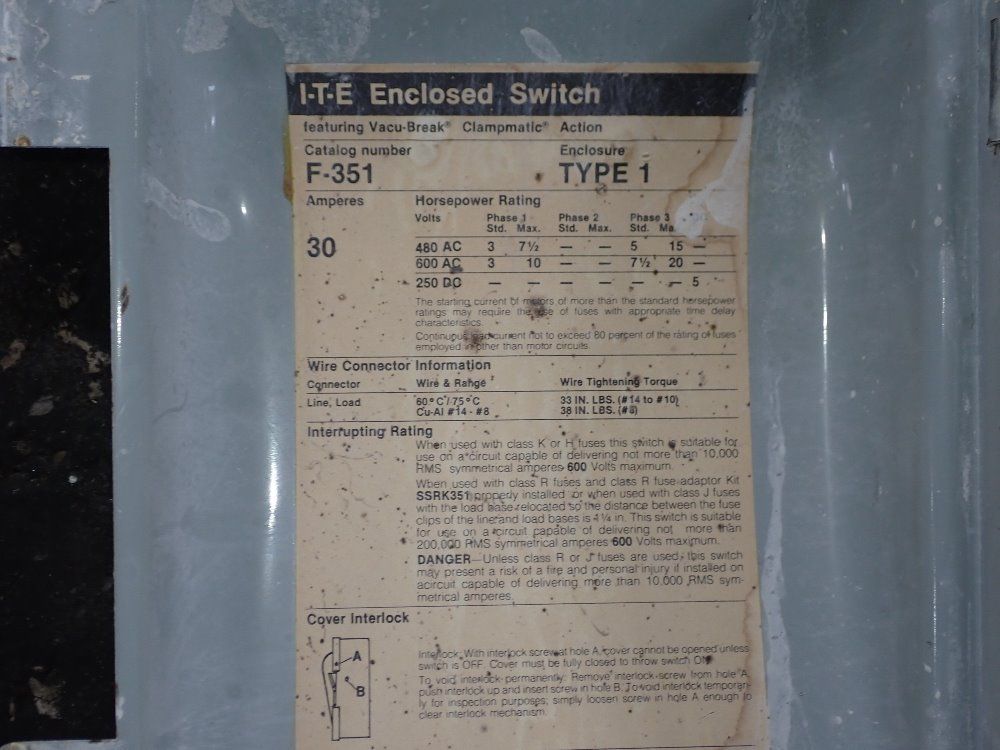 I-T-E Enclosed Switch
featuring Vacu-Break® Clampmatic® Action
Catalog number Enclosure
F-351 TYPE 1
Amperes Horsepower Rating
Volts Phase 1 Phase 2 Phase 3
Std. Max. Std. Max. Std.
30
480 AC 3 7½ — — 5 15 —
600 AC 3 10 — — 7½ 20 —
250 DC — — — — — — 5
The starting current of motors of more than the standard horsepower
ratings may require the use of fuses with appropriate time delay
characteristics.
Continuous load current not to exceed 80 percent of the rating of fuses
employed in other than motor circuits.
Wire Connector Information
Connector Wire & Range Wire Tightening Torque
Line, Load 60°C/75°C 33 IN. LBS. (#14 to #10)
Cu-Al #14 - #8 38 IN. LBS. (#8)
Interrupting Rating
When used with class K or H fuses this switch is suitable for
use on a circuit capable of delivering not more than 10,000
RMS symmetrical amperes 600 Volts maximum.
When used with class R fuses and class R fuse adaptor Kit
SSRK351 properly installed or when used with class J fuses
with the load base relocated so the distance between the fuse
clips of the line and load bases is 4¼ in. This switch is suitable
for use on a circuit capable of delivering not more than
200,000 RMS symmetrical amperes 600 Volts maximum.
DANGER—Unless class R or J fuses are used, this switch
may present a risk of a fire and personal injury if installed on
acircuit capable of delivering more than 10,000 RMS sym-
metrical amperes.
Cover Interlock
A
B
Interlock: With interlock screw at hole A, cover cannot be opened unless
switch is OFF. Cover must be fully closed to throw switch ON.
To void interlock permanently: Remove interlock screw from hole A,
push interlock up and insert screw in hole B. To void interlock temporari-
ly for inspection purposes, simply loosen screw in hole A enough to
clear interlock mechanism.